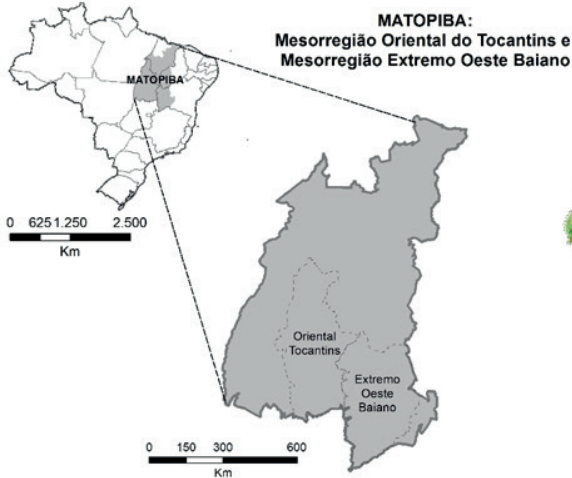 MATOPIBA:
Mesorregião Oriental do Tocantins e
Mesorregião Extremo Oeste Baiano
MATOPIBA
0 625 1.250 2.500
Km
Oriental
Tocantins
Extremo
Oeste
Baiano
0 150 300 600
Km